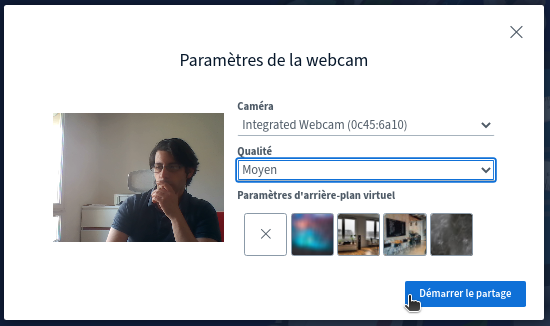 Paramètres de la webcam
Caméra
Integrated Webcam (0c45:6a10)
Qualité
Moyen
Paramètres d'arrière-plan virtuel
Démarrer le partage